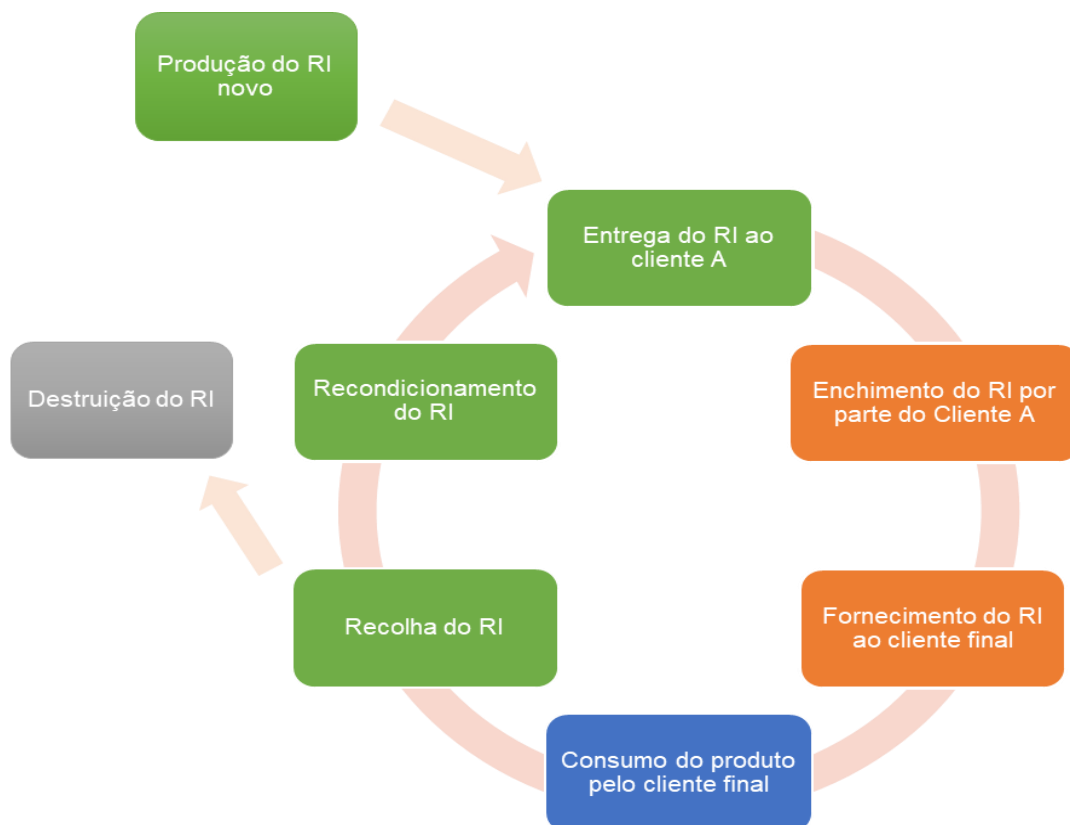 Produção do RI
novo
Entrega do RI ao
cliente A
Enchimento do RI por
parte do Cliente A
Fornecimento do RI
ao cliente final
Consumo do produto
pelo cliente final
Recolha do RI
Recondicionamento
do RI
Destruição do RI